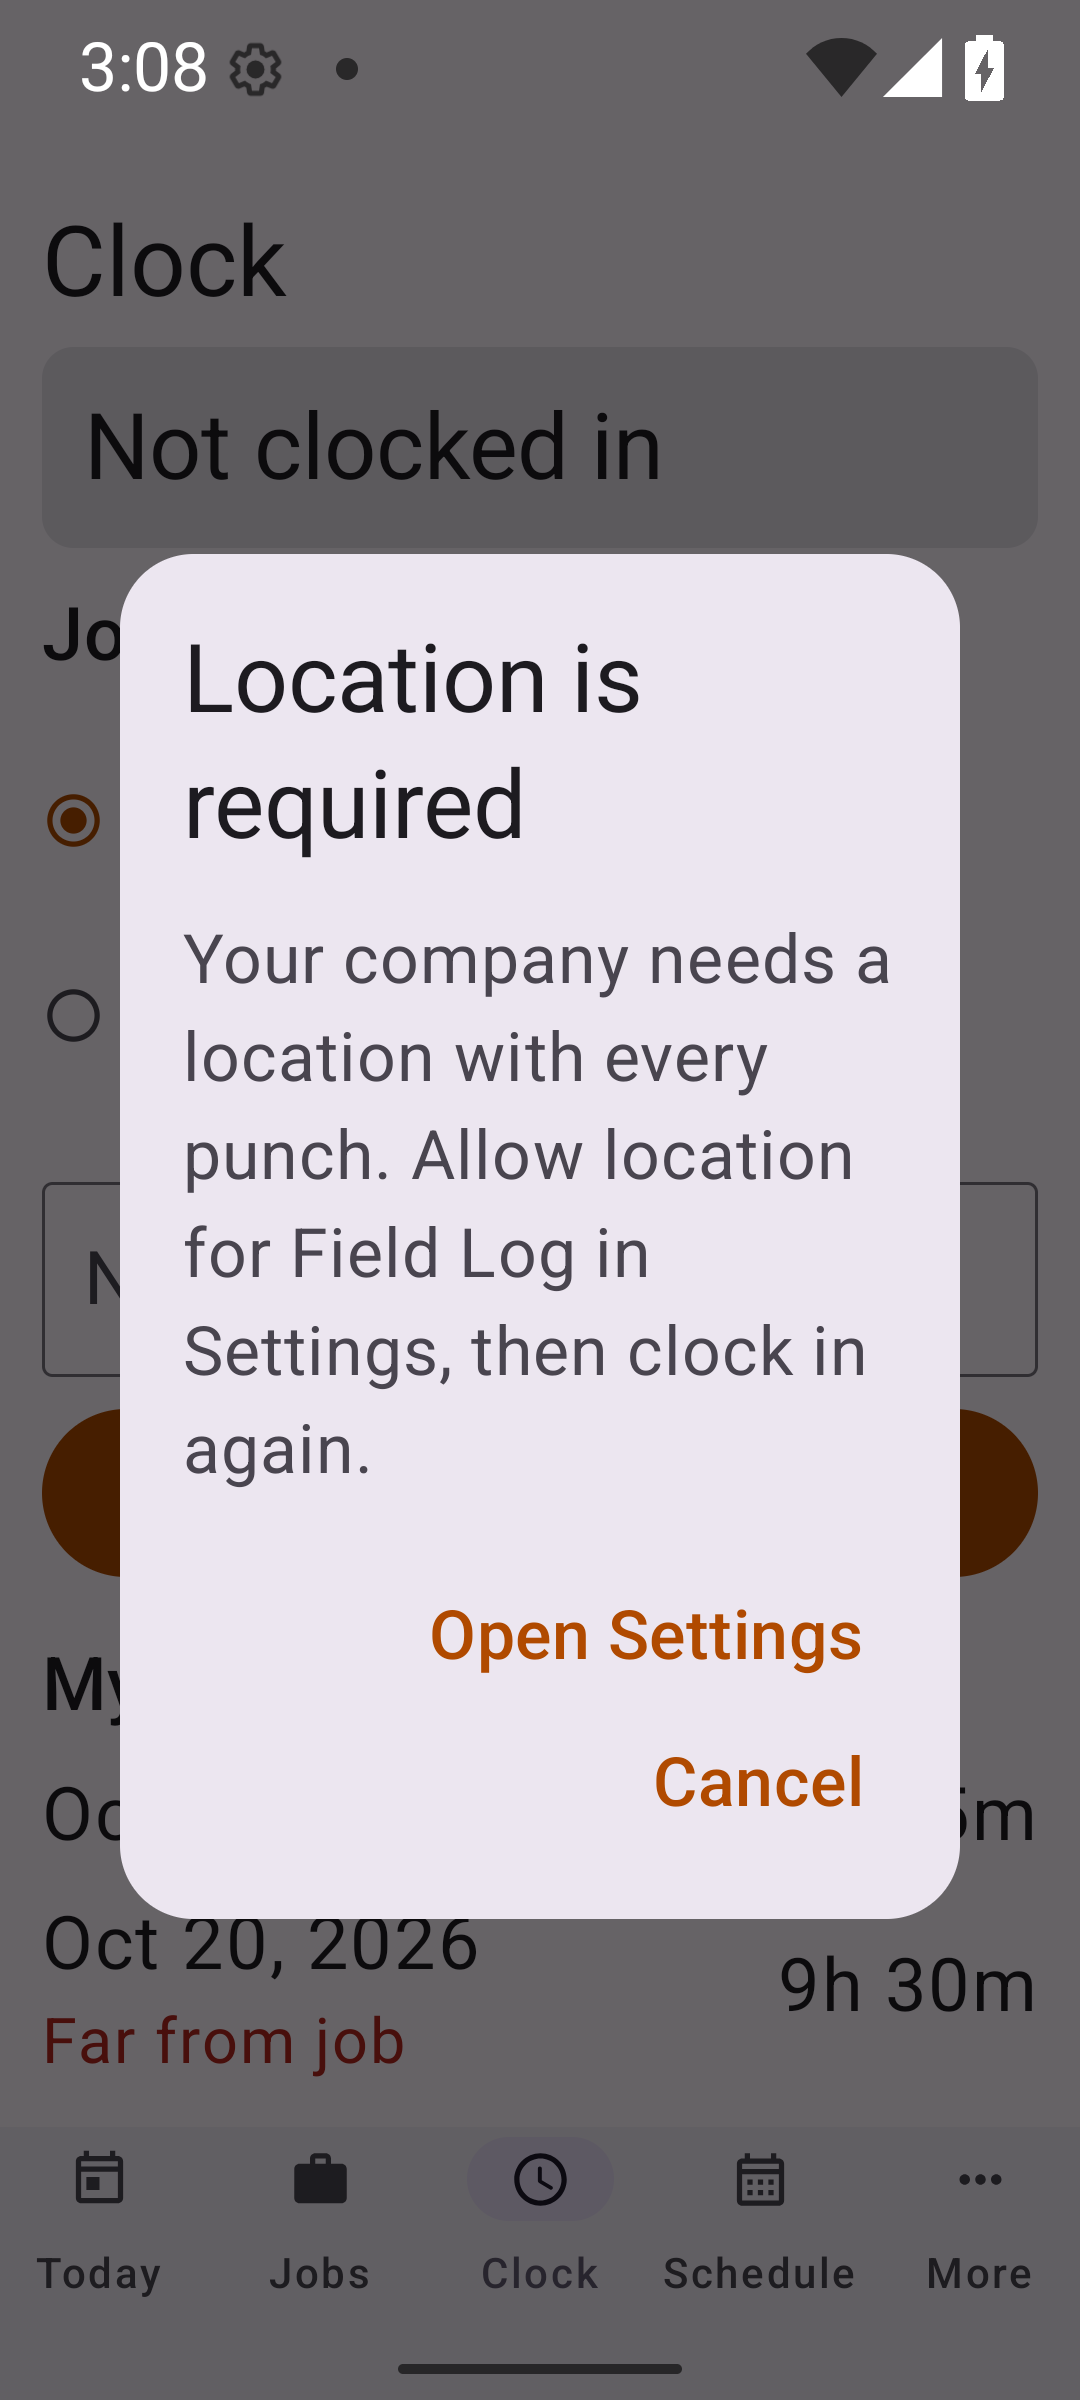 3:08
Clock
Not clocked in
Location is
required
Your company needs a
location with every
punch. Allow location
for Field Log in
Settings, then clock in
again.
Open Settings
Cancel
Oct 20, 2026
9h 30m
Far from job
Today
Jobs
Clock
Schedule
More